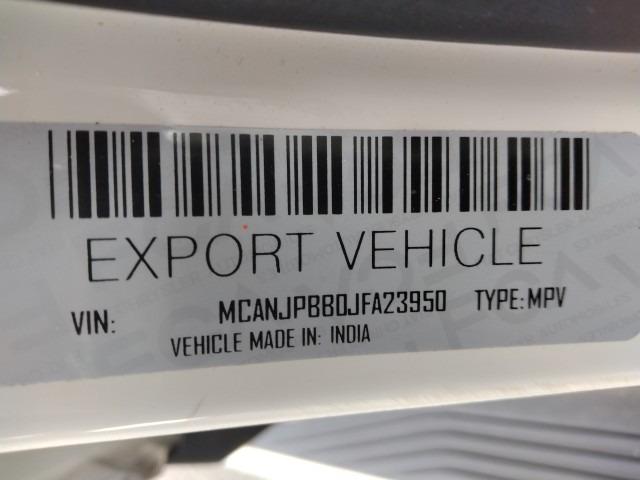 EXPORT VEHICLE
VIN: MCANJPBB0JFA23950 TYPE: MPV
VEHICLE MADE IN: INDIA